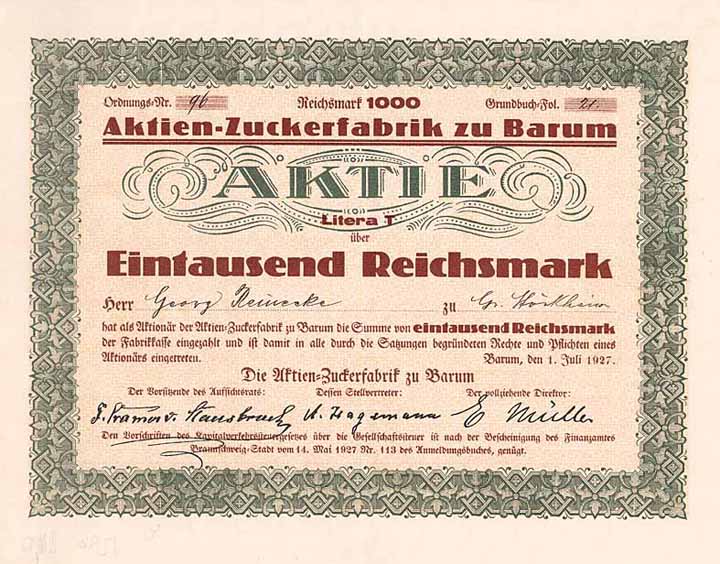 Ordnungs-Nr. 96 Reichsmark 1000 Grundbuch-Fol. 21.
Aktien-Zuckerfabrik zu Barum
AKTIE
Litera T
über
Eintausend Reichsmark
Herr Georg Reinecke zu Gr. Stöckheim
hat als Aktionär der Aktien-Zuckerfabrik zu Barum die Summe von eintausend Reichsmark
der Fabrikkasse eingezahlt und ist damit in alle durch die Satzungen begründeten Rechte und Pflichten eines
Aktionärs eingetreten. Barum, den 1. Juli 1927.
Die Aktien-Zuckerfabrik zu Barum
Der Vorsitzende des Aufsichtsrats: Dessen Stellvertreter: Der vollziehende Direktor:
E Müller
Den Vorschriften des Kapitalverkehrsteuergesetzes über die Gesellschaftsteuer ist nach der Bescheinigung des Finanzamtes
Braunschweig-Stadt vom 14. Mai 1927 Nr. 113 des Anmeldungsbuches, genügt.